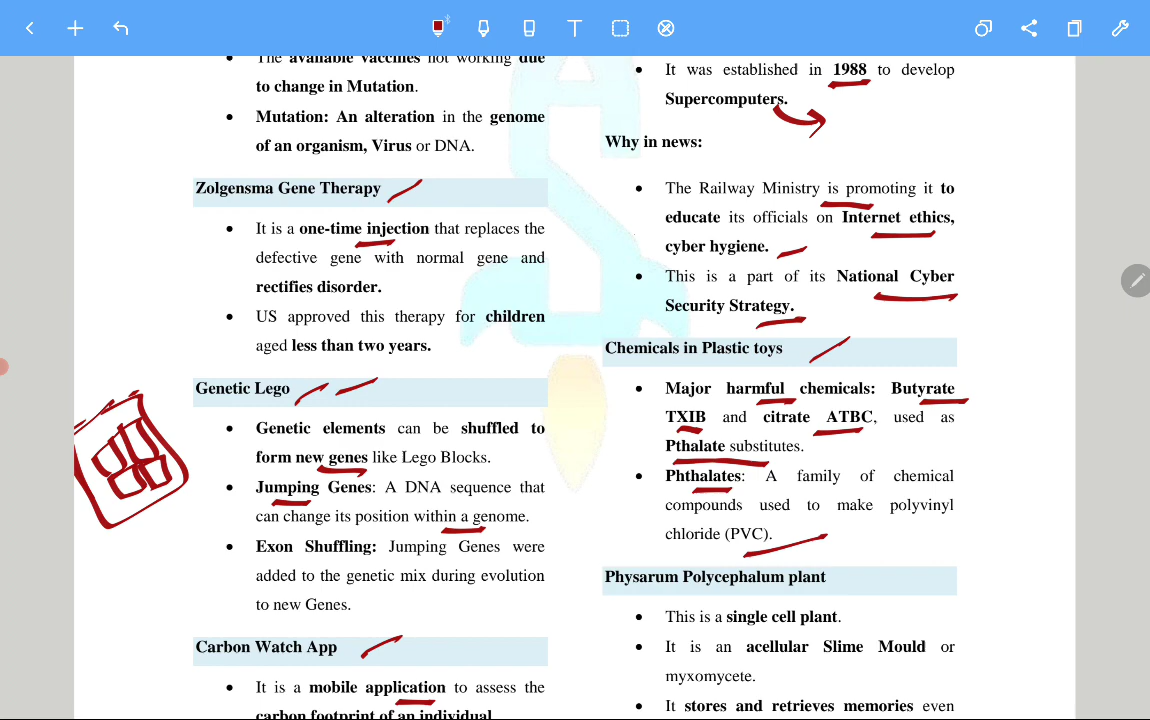 The available vaccines not working due
to change in Mutation.
Mutation: An alteration in the genome
of an organism, Virus or DNA.
Zolgensma Gene Therapy
It is a one-time injection that replaces the
defective gene with normal gene and
rectifies disorder.
US approved this therapy for children
aged less than two years.
Genetic Lego
Genetic elements can be shuffled to
form new genes like Lego Blocks.
Jumping Genes: A DNA sequence that
can change its position within a genome.
Exon Shuffling: Jumping Genes were
added to the genetic mix during evolution
to new Genes.
Carbon Watch App
It is a mobile application to assess the
carbon footprint of an individual.
It was established in 1988 to develop
Supercomputers.
Why in news:
The Railway Ministry is promoting it to
educate its officials on Internet ethics,
cyber hygiene.
This is a part of its National Cyber
Security Strategy.
Chemicals in Plastic toys
Major harmful chemicals: Butyrate
TXIB and citrate ATBC, used as
Pthalate substitutes.
Phthalates: A family of chemical
compounds used to make polyvinyl
chloride (PVC).
Physarum Polycephalum plant
This is a single cell plant.
It is an acellular Slime Mould or
myxomycete.
It stores and retrieves memories even